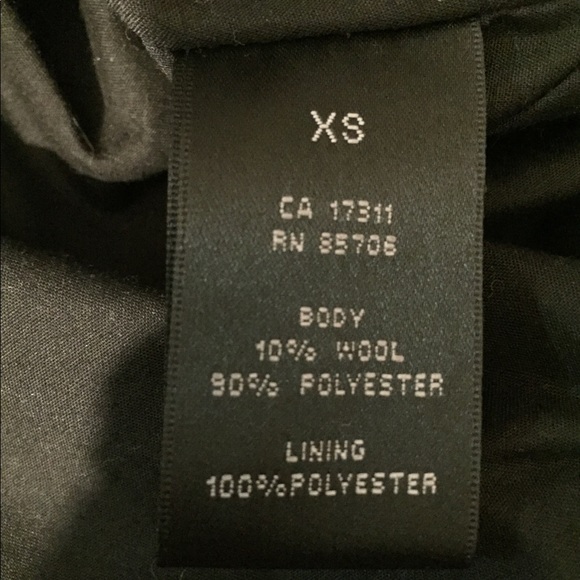 XS
CA 17311
RN 85706
BODY
10% WOOL
90% POLYESTER
LINING
100%POLYESTER